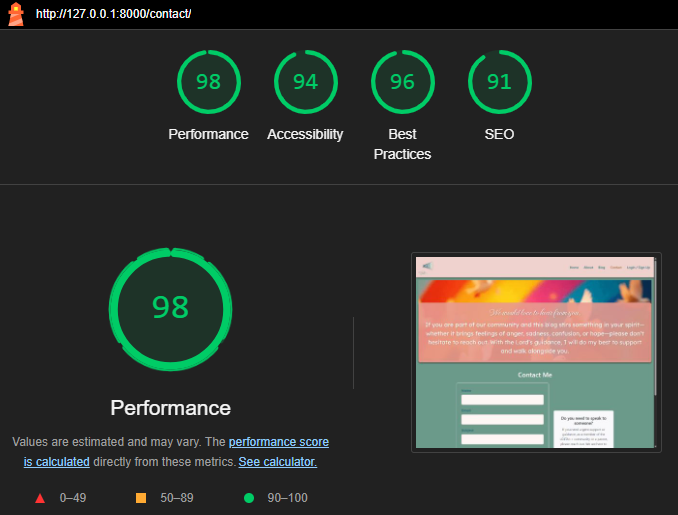 http://127.0.0.1:8000/contact/
98
94
96
91
Performance
Accessibility
Best
Practices
SEO
98
Performance
Values are estimated and may vary. The performance score
is calculated directly from these metrics. See calculator.
0–49
50–89
90–100
Home About Blog Contact Login / Sign Up
We would love to hear from you
If you are part of our community and this blog stirs something in your spirit—
whether it brings feelings of anger, sadness, confusion, or hope—please don't
hesitate to reach out. With the Lord's guidance, I will do my best to support
and walk alongside you.
Contact Me
Do you need to speak to
someone?